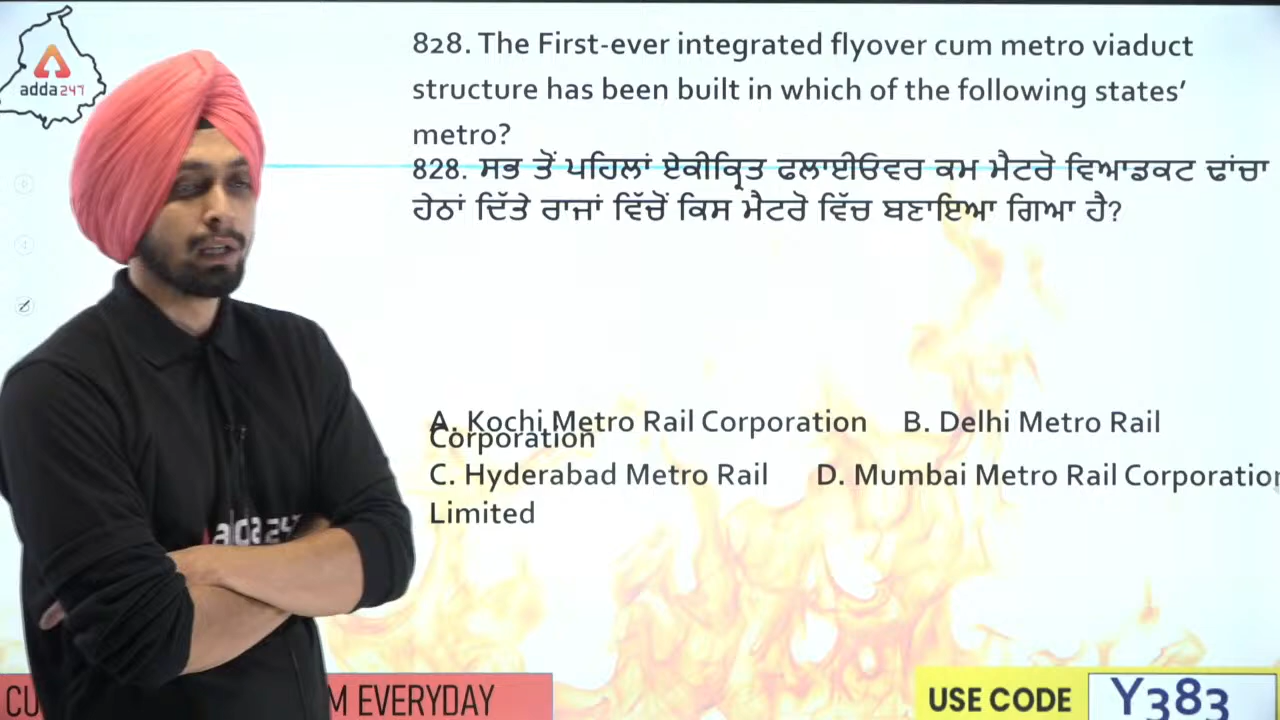 adda247
828. The First-ever integrated flyover cum metro viaduct
structure has been built in which of the following states'
metro?
828. ਸਭ ਤੋਂ ਪਹਿਲਾਂ ਏਕੀਕ੍ਰਿਤ ਫਲਾਈਓਵਰ ਕਮ ਮੈਟਰੋ ਵਿਆਡਕਟ ਢਾਂਚਾ
ਹੇਠਾਂ ਦਿੱਤੇ ਰਾਜਾਂ ਵਿੱਚੋਂ ਕਿਸ ਮੈਟਰੋ ਵਿੱਚ ਬਣਾਇਆ ਗਿਆ ਹੈ?
A. Kochi Metro Rail Corporation B. Delhi Metro Rail
Corporation
C. Hyderabad Metro Rail D. Mumbai Metro Rail Corporation
Limited
adda247
CU M EVERYDAY
USE CODE Y383